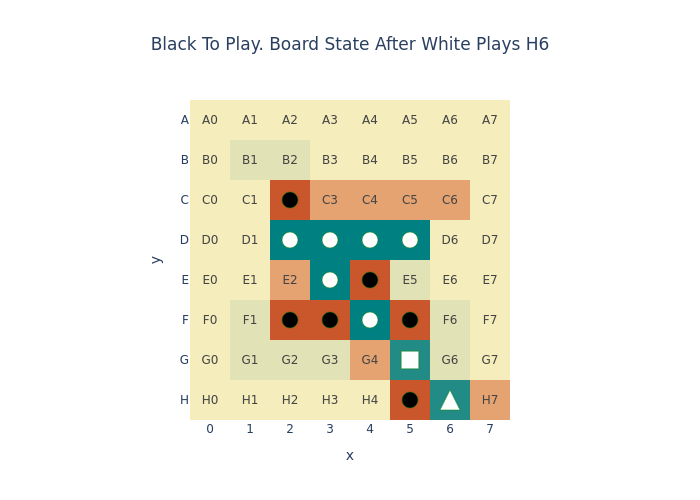 Black To Play. Board State After White Plays H6
A A0 A1 A2 A3 A4 A5 A6 A7
B B0 B1 B2 B3 B4 B5 B6 B7
C C0 C1 C3 C4 C5 C6 C7
D D0 D1 D6 D7
y
E E0 E1 E2 E5 E6 E7
F F0 F1 F6 F7
G G0 G1 G2 G3 G4 G6 G7
H H0 H1 H2 H3 H4 H7
0 1 2 3 4 5 6 7
x